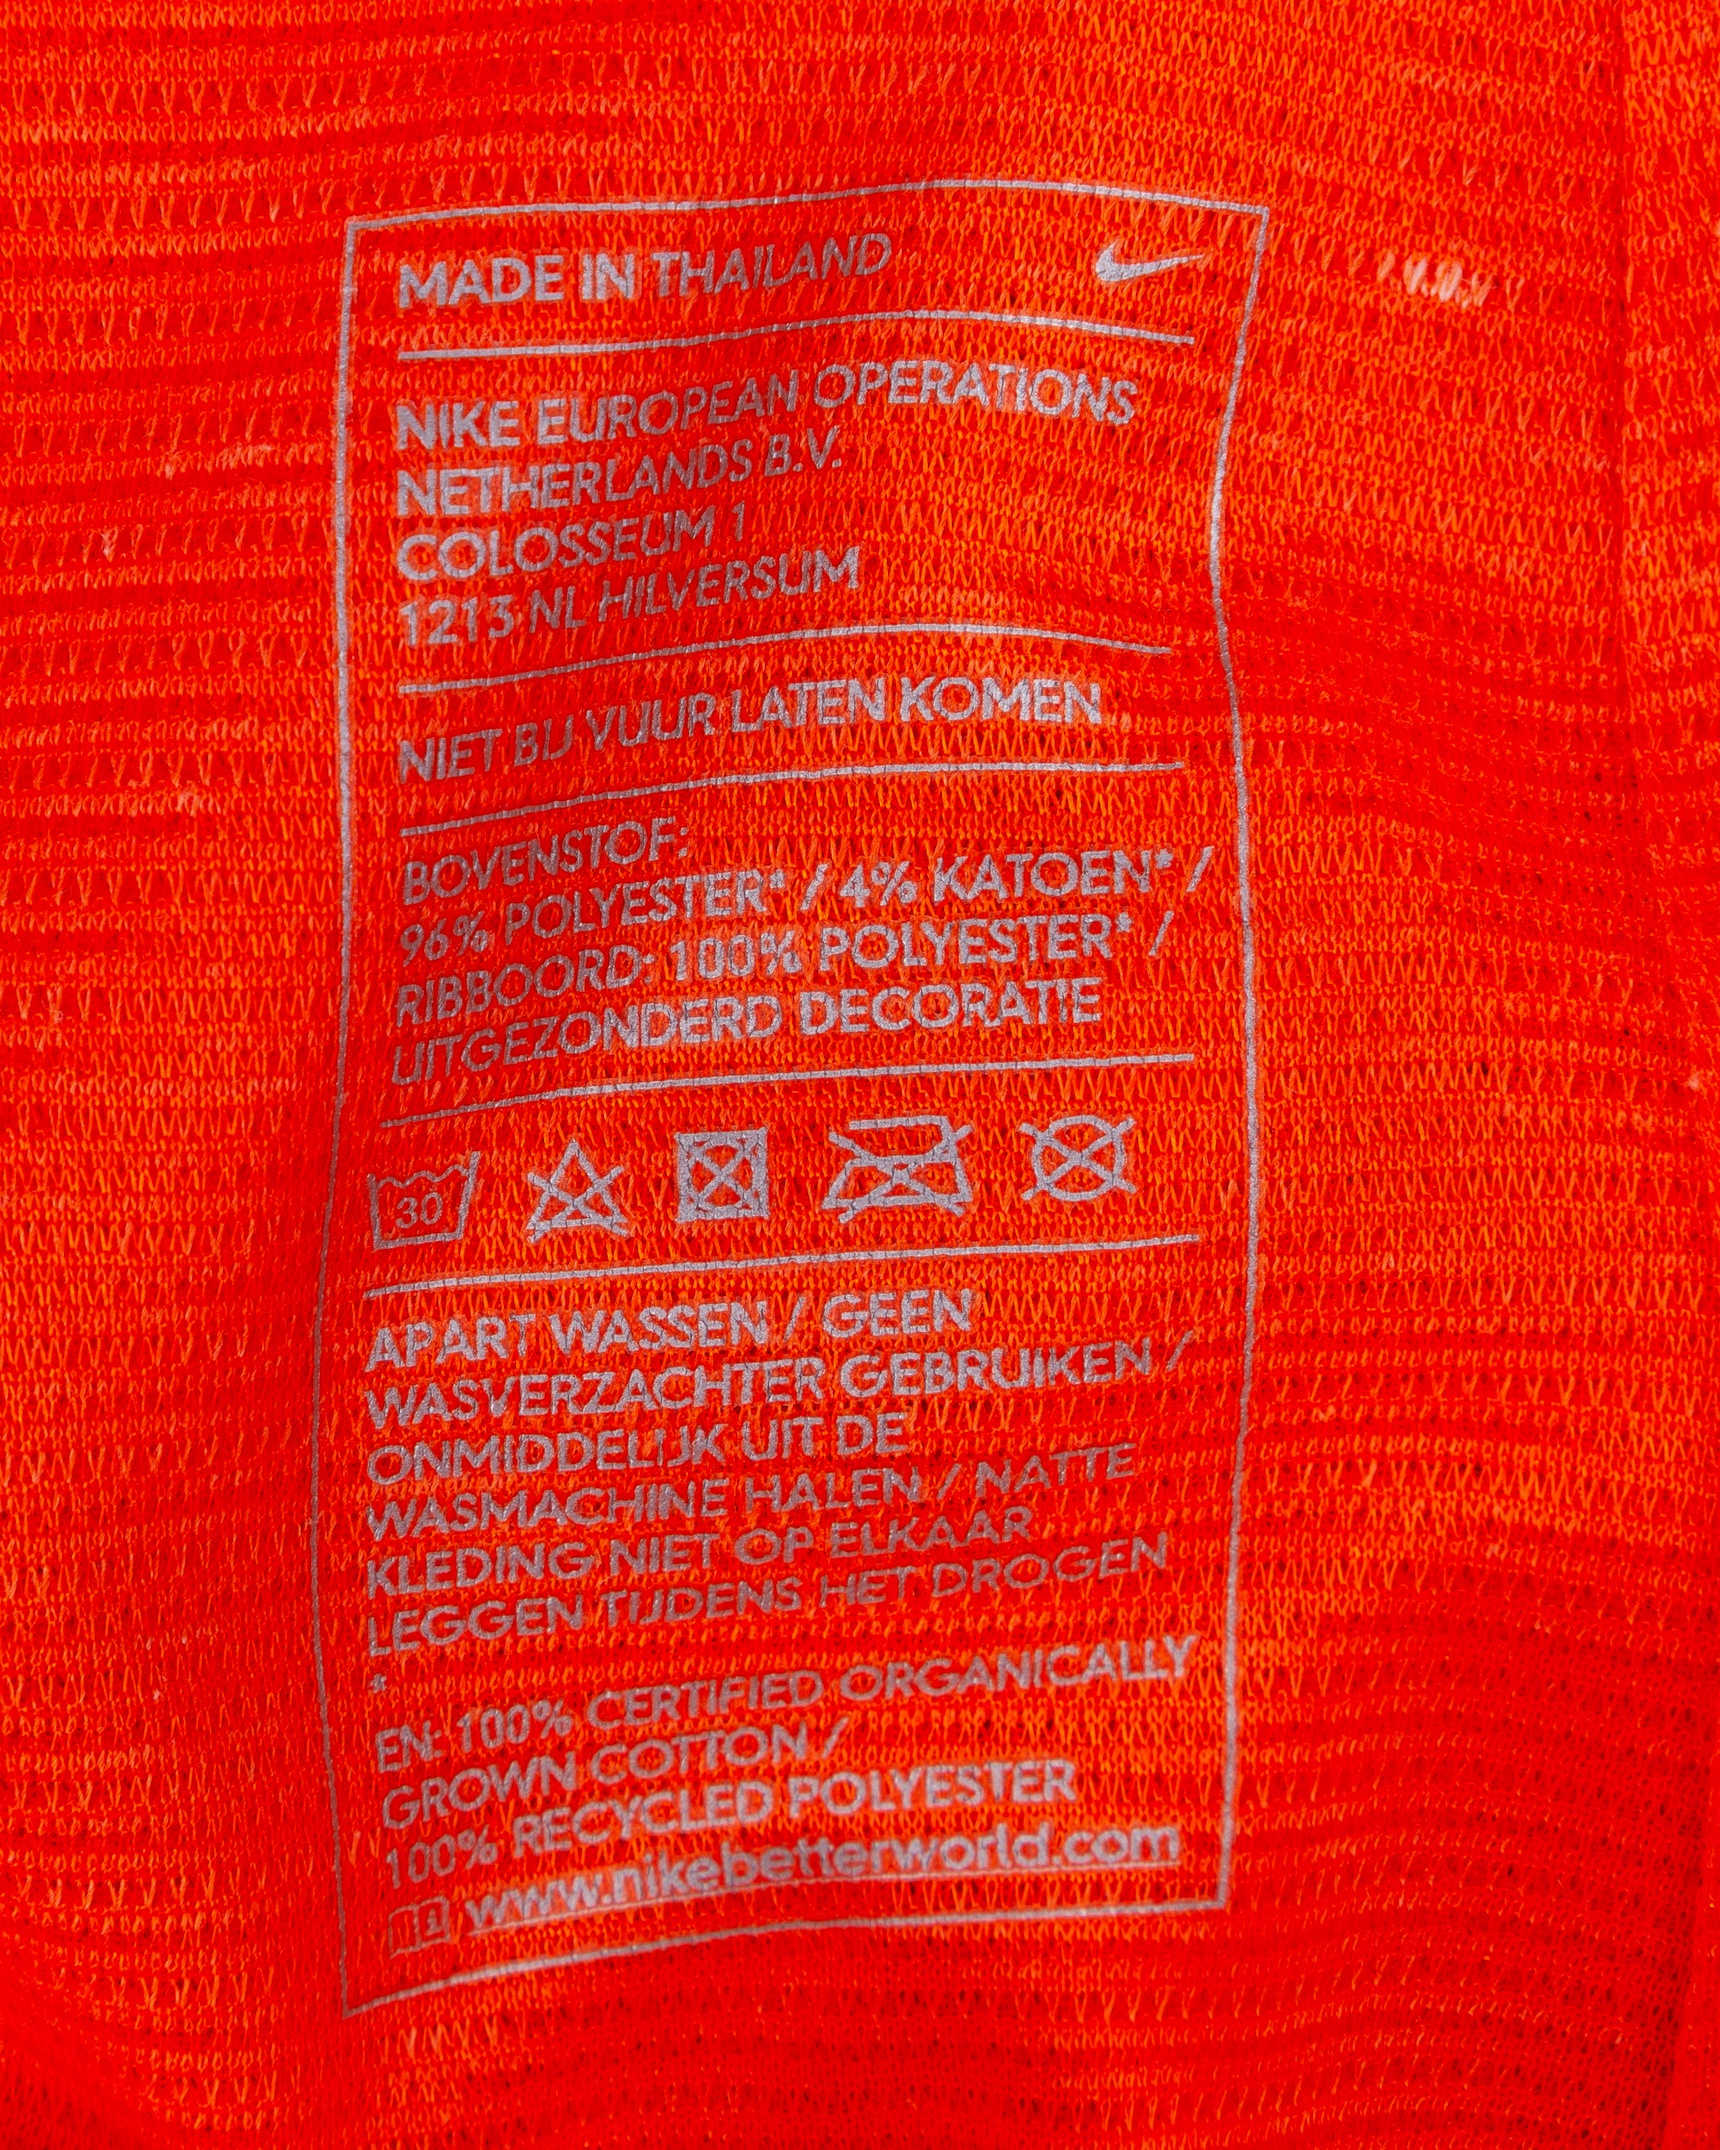 MADE IN THAILAND
NIKE EUROPEAN OPERATIONS
NETHERLANDS B.V.
COLOSSEUM 1
1213 NL HILVERSUM
NIET BIJ VUUR LATEN KOMEN
BOVENSTOF:
96% POLYESTER* / 4% KATOEN* /
RIBBOORD: 100% POLYESTER* /
UITGEZONDERD DECORATIE
30
APART WASSEN / GEEN
WASVERZACHTER GEBRUIKEN /
ONMIDDELIJK UIT DE
WASMACHINE HALEN / NATTE
KLEDING NIET OP ELKAAR
LEGGEN TIJDENS HET DROGEN
*
EN: 100% CERTIFIED ORGANICALLY
GROWN COTTON /
100% RECYCLED POLYESTER
www.nikebetterworld.com